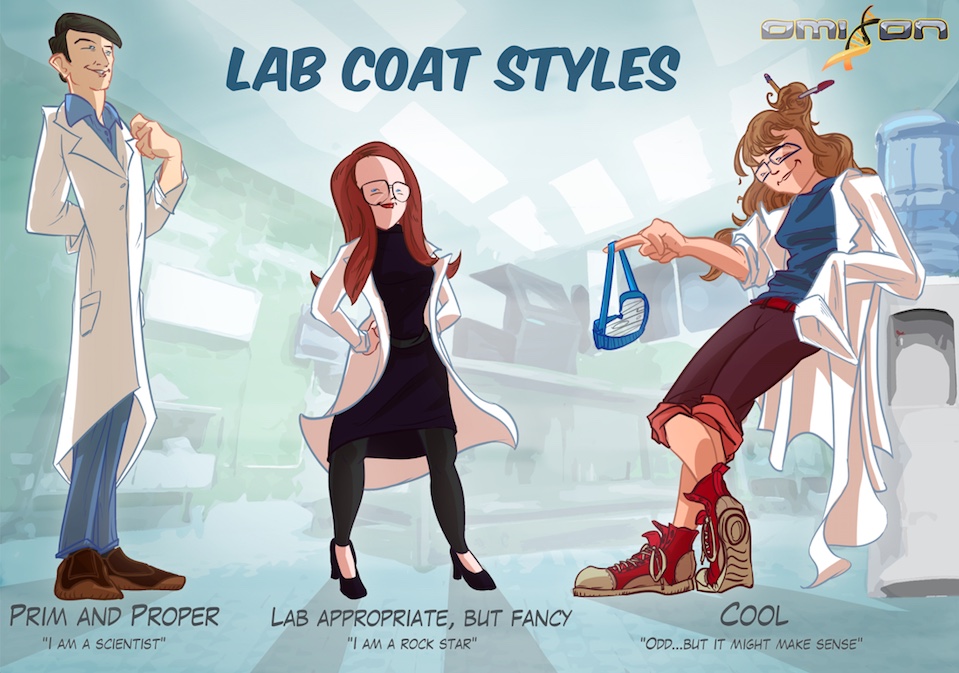 OMIXON
LAB COAT STYLES
PRIM AND PROPER
"I AM A SCIENTIST"
LAB APPROPRIATE, BUT FANCY
"I AM A ROCK STAR"
COOL
"ODD...BUT IT MIGHT MAKE SENSE"